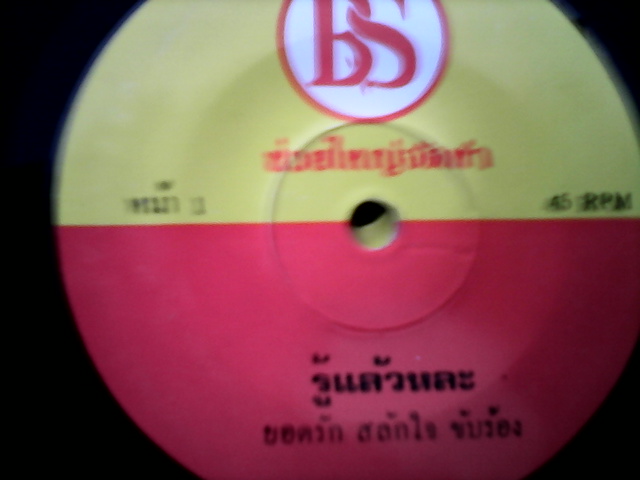 BS
หน้า
45 RPM
รู้แล้วหละ
ยอดรัก สลักใจ ขับร้อง